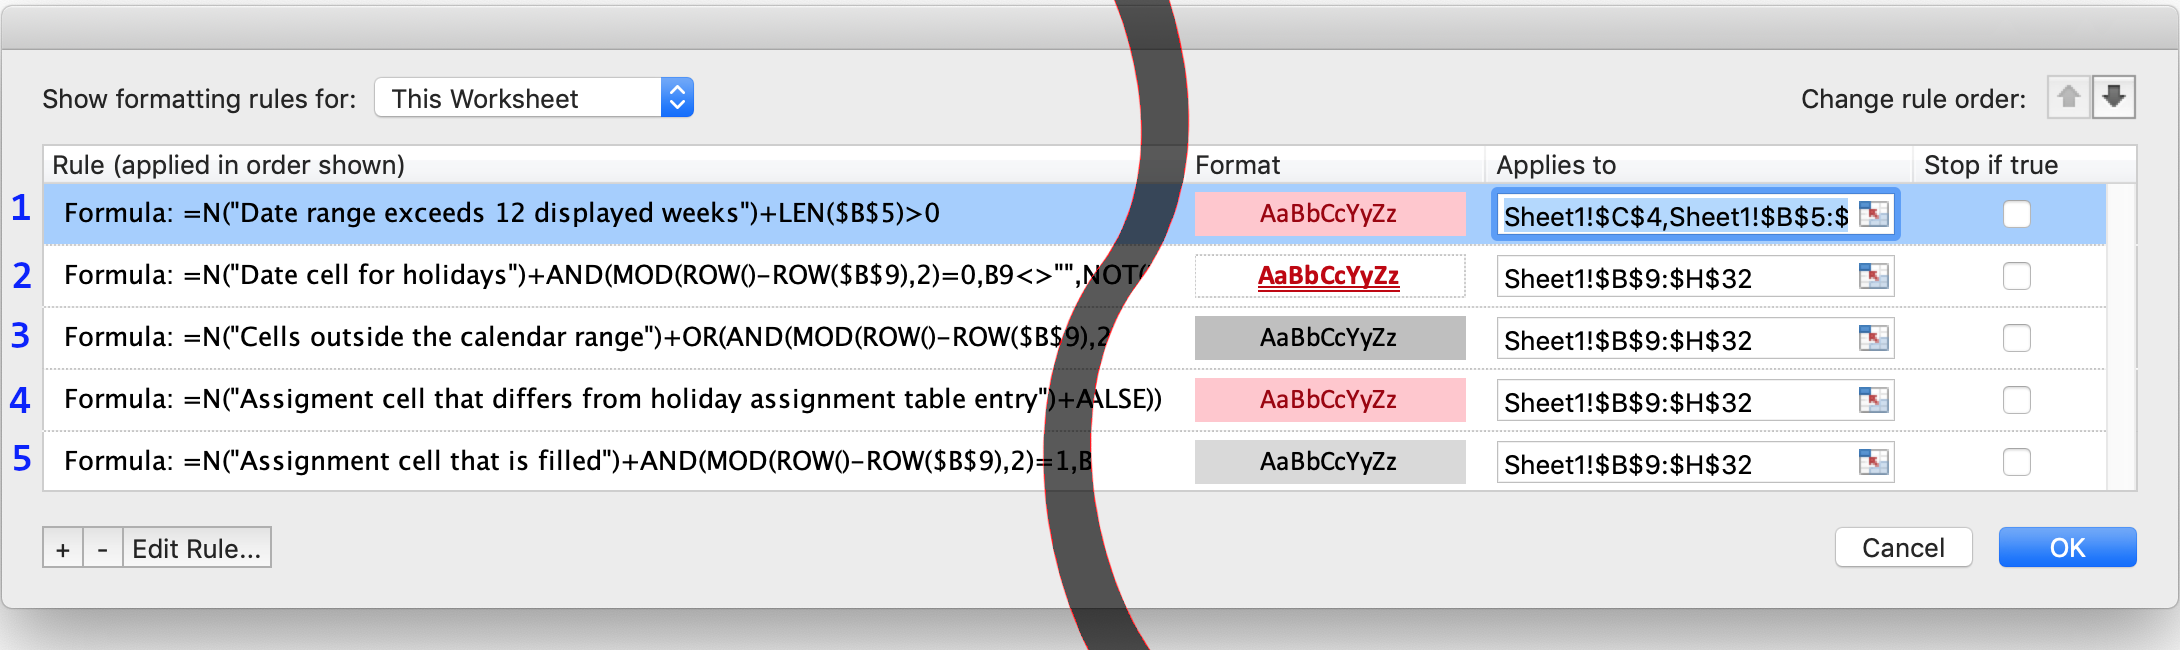 Show formatting rules for: This Worksheet Change rule order:
Rule (applied in order shown) Format Applies to Stop if true
1 Formula: =N("Date range exceeds 12 displayed weeks")+LEN($B$5)>0 AaBbCcYyZz Sheet1!$C$4,Sheet1!$B$5:$
2 Formula: =N("Date cell for holidays")+AND(MOD(ROW()-ROW($B$9),2)=0,B9<>"",NOT( AaBbCcYyZz Sheet1!$B$9:$H$32
3 Formula: =N("Cells outside the calendar range")+OR(AND(MOD(ROW()-ROW($B$9),2 AaBbCcYyZz Sheet1!$B$9:$H$32
4 Formula: =N("Assigment cell that differs from holiday assignment table entry")+AALSE)) AaBbCcYyZz Sheet1!$B$9:$H$32
5 Formula: =N("Assignment cell that is filled")+AND(MOD(ROW()-ROW($B$9),2)=1,B AaBbCcYyZz Sheet1!$B$9:$H$32
+ - Edit Rule... Cancel OK